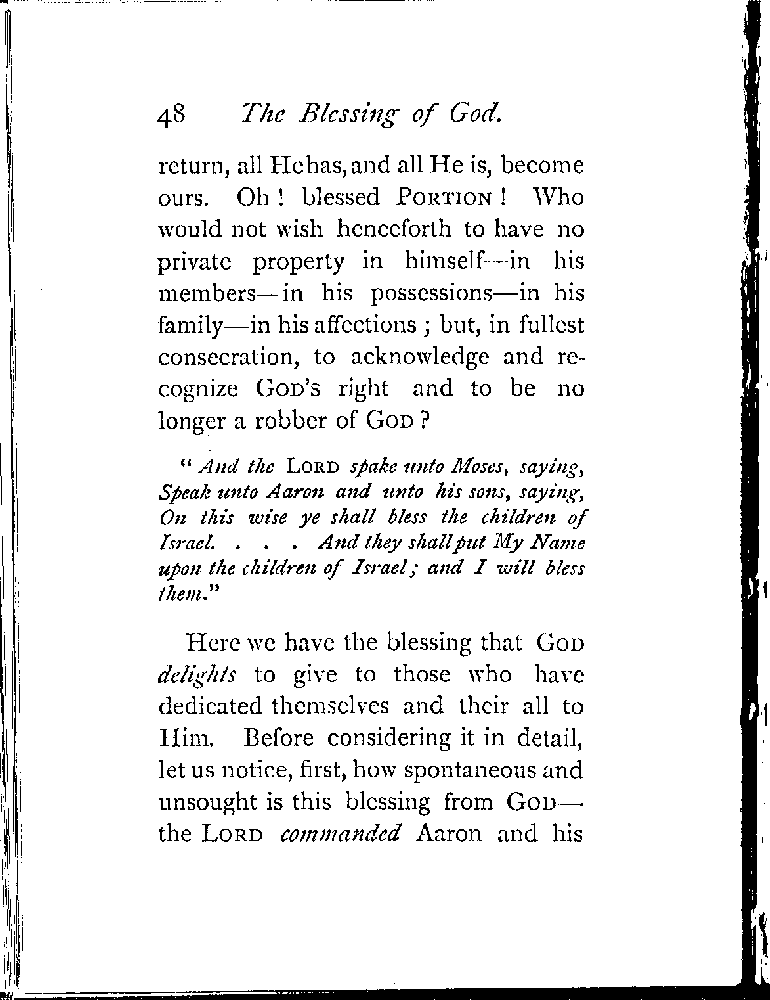 48 The Blessing of God.
return, all He has, and all He is, become
ours. Oh! blessed PORTION! Who
would not wish henceforth to have no
private property in himself—in his
members—in his possessions—in his
family—in his affections; but, in fullest
consecration, to acknowledge and re-
cognize GOD'S right and to be no
longer a robber of GOD?
"And the LORD spake unto Moses, saying,
Speak unto Aaron and unto his sons, saying,
On this wise ye shall bless the children of
Israel. . . . And they shall put My Name
upon the children of Israel; and I will bless
them."
Here we have the blessing that GOD
delights to give to those who have
dedicated themselves and their all to
Him. Before considering it in detail,
let us notice, first, how spontaneous and
unsought is this blessing from GOD—
the LORD commanded Aaron and his